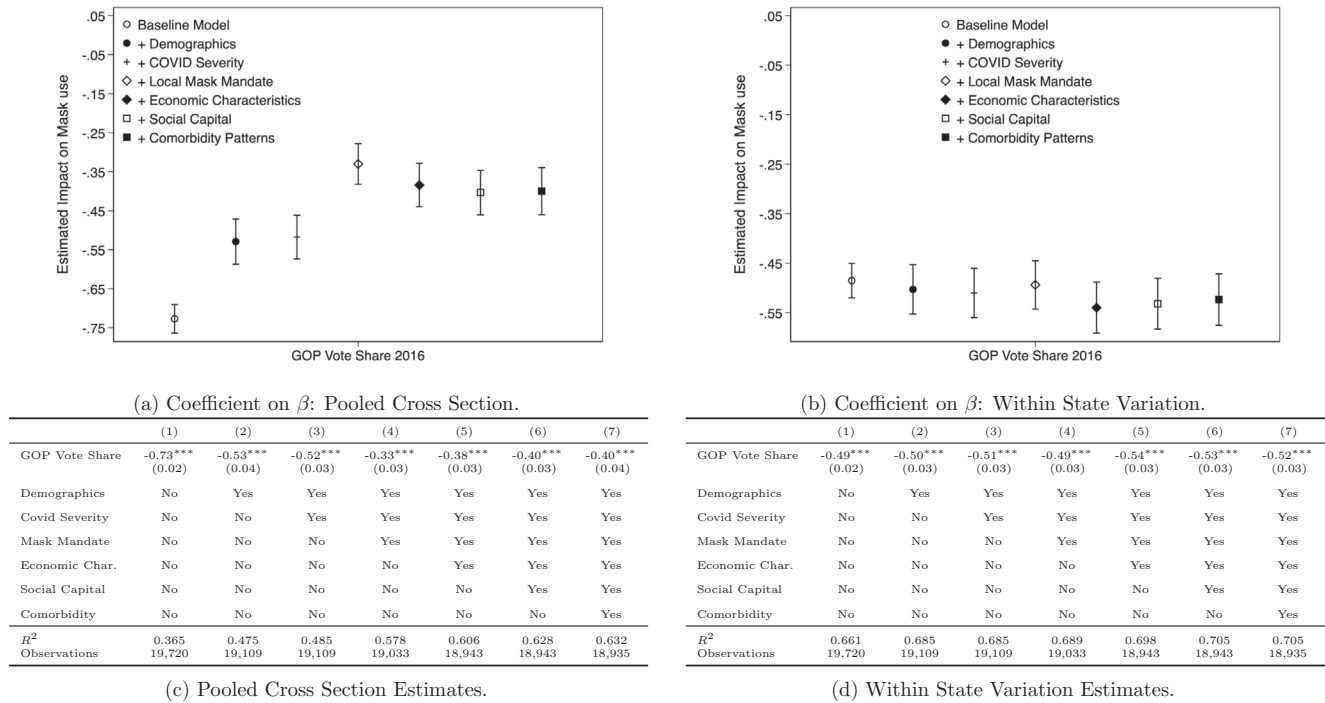 .05
-.05
-.15
-.25
-.35
-.45
-.55
-.65
-.75
Estimated Impact on Mask use
Baseline Model
+ Demographics
+ COVID Severity
+ Local Mask Mandate
+ Economic Characteristics
+ Social Capital
+ Comorbidity Patterns
GOP Vote Share 2016
(a) Coefficient on β: Pooled Cross Section.
.05
-.05
-.15
-.25
-.35
-.45
-.55
Estimated Impact on Mask use
Baseline Model
+ Demographics
+ COVID Severity
+ Local Mask Mandate
+ Economic Characteristics
+ Social Capital
+ Comorbidity Patterns
GOP Vote Share 2016
(b) Coefficient on β: Within State Variation.
(1) (2) (3) (4) (5) (6) (7)
GOP Vote Share -0.73*** -0.53*** -0.52*** -0.33*** -0.38*** -0.40*** -0.40***
(0.02) (0.04) (0.03) (0.03) (0.03) (0.03) (0.04)
Demographics No Yes Yes Yes Yes Yes Yes
Covid Severity No No Yes Yes Yes Yes Yes
Mask Mandate No No No Yes Yes Yes Yes
Economic Char. No No No No Yes Yes Yes
Social Capital No No No No No Yes Yes
Comorbidity No No No No No No Yes
R² 0.365 0.475 0.485 0.578 0.606 0.628 0.632
Observations 19,720 19,109 19,109 19,033 18,943 18,943 18,935
(c) Pooled Cross Section Estimates.
(1) (2) (3) (4) (5) (6) (7)
GOP Vote Share -0.49*** -0.50*** -0.51*** -0.49*** -0.54*** -0.53*** -0.52***
(0.02) (0.03) (0.03) (0.03) (0.03) (0.03) (0.03)
Demographics No Yes Yes Yes Yes Yes Yes
Covid Severity No No Yes Yes Yes Yes Yes
Mask Mandate No No No Yes Yes Yes Yes
Economic Char. No No No No Yes Yes Yes
Social Capital No No No No No Yes Yes
Comorbidity No No No No No No Yes
R² 0.661 0.685 0.685 0.689 0.698 0.705 0.705
Observations 19,720 19,109 19,109 19,033 18,943 18,943 18,935
(d) Within State Variation Estimates.